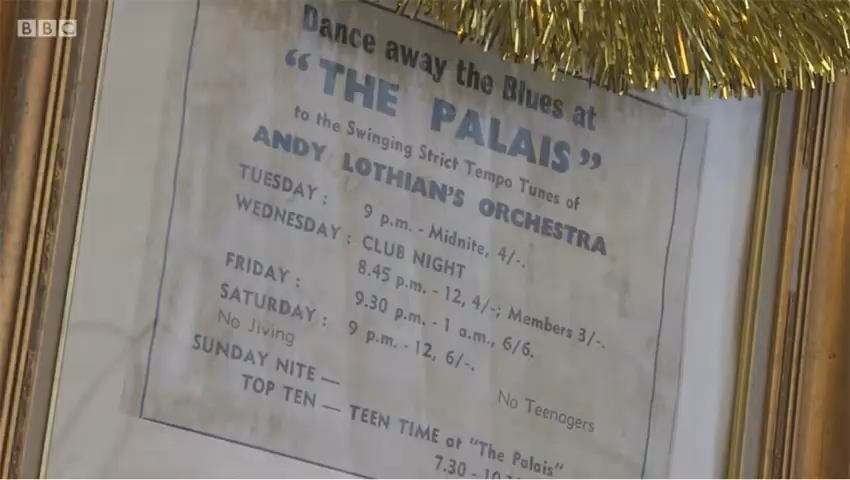 BBC
Dance away the Blues at
"THE PALAIS"
to the Swinging Strict Tempo Tunes of
ANDY LOTHIAN'S ORCHESTRA
TUESDAY: 9 p.m. - Midnite, 4/-.
WEDNESDAY: CLUB NIGHT
8.45 p.m. - 12, 4/-; Members 3/-.
FRIDAY: 9.30 p.m. - 1 a.m., 6/6.
SATURDAY: 9 p.m. - 12, 6/-.
No Jiving No Teenagers
SUNDAY NITE —
TOP TEN — TEEN TIME at "The Palais"
7.30 -